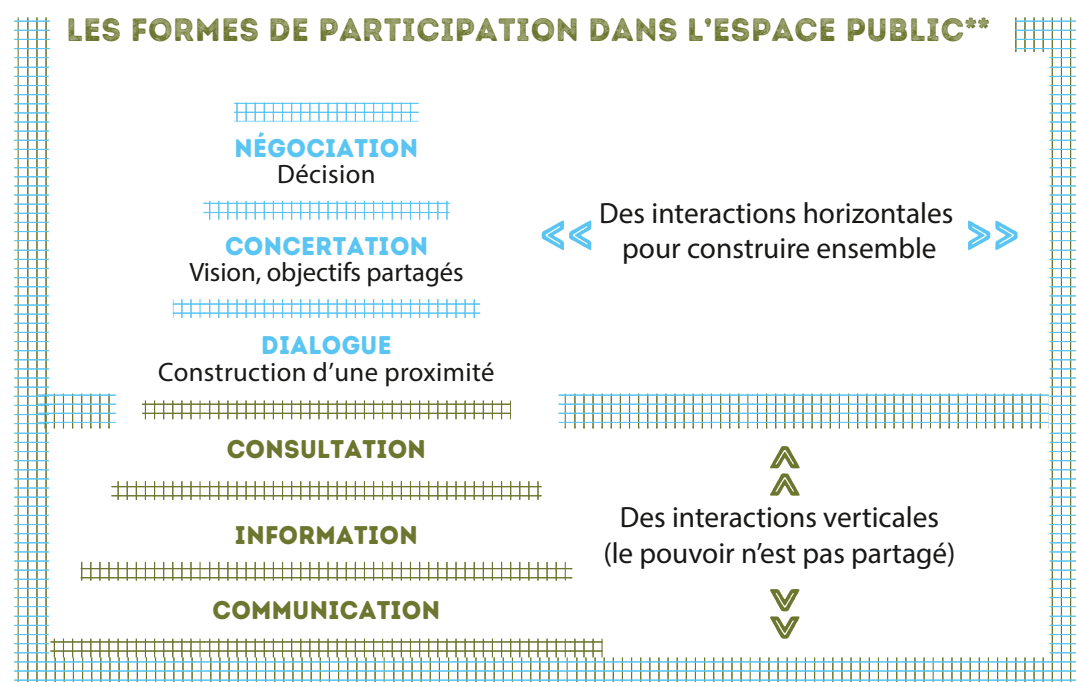 LES FORMES DE PARTICIPATION DANS L'ESPACE PUBLIC**
NÉGOCIATION
Décision
CONCERTATION
Vision, objectifs partagés
DIALOGUE
Construction d'une proximité
<< Des interactions horizontales >>
pour construire ensemble
CONSULTATION
INFORMATION
COMMUNICATION
Des interactions verticales
(le pouvoir n'est pas partagé)